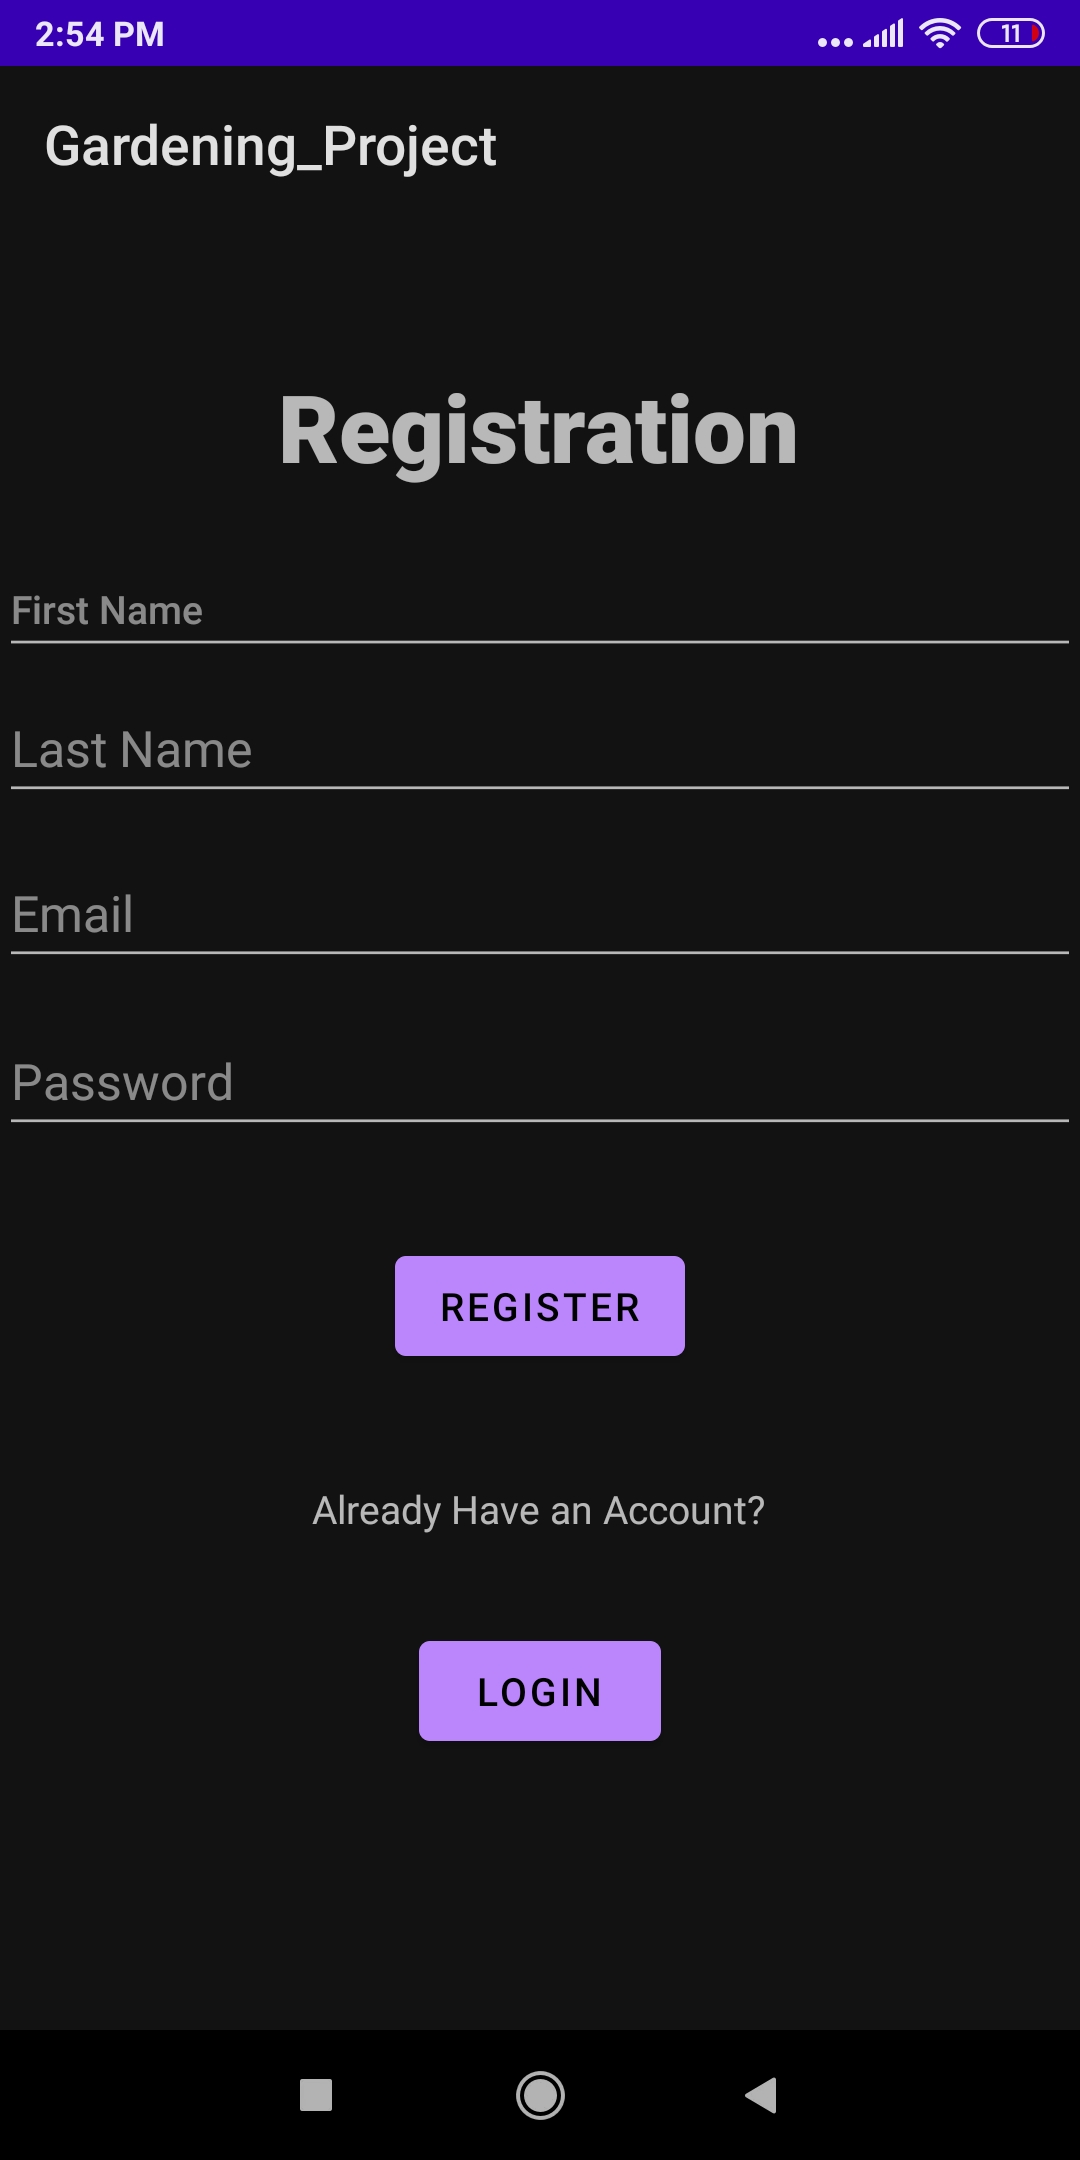 2:54 PM
11
Gardening_Project
Registration
First Name
Last Name
Email
Password
REGISTER
Already Have an Account?
LOGIN